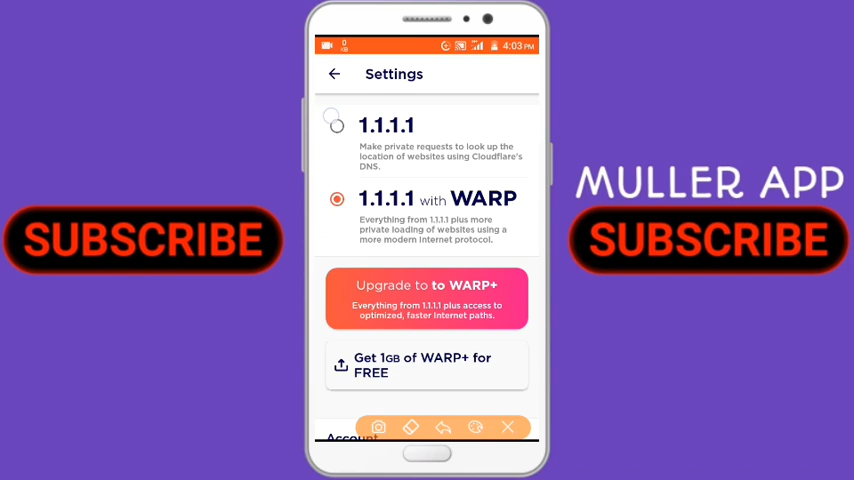 0
KB
4:03 PM
Settings
1.1.1.1
Make private requests to look up the
location of websites using Cloudflare's
DNS.
1.1.1.1 with WARP
Everything from 1.1.1.1 plus more
private loading of websites using a
more modern Internet protocol.
Upgrade to to WARP+
Everything from 1.1.1.1 plus access to
optimized, faster Internet paths.
Get 1GB of WARP+ for
FREE
Account
SUBSCRIBE
MULLER APP
SUBSCRIBE